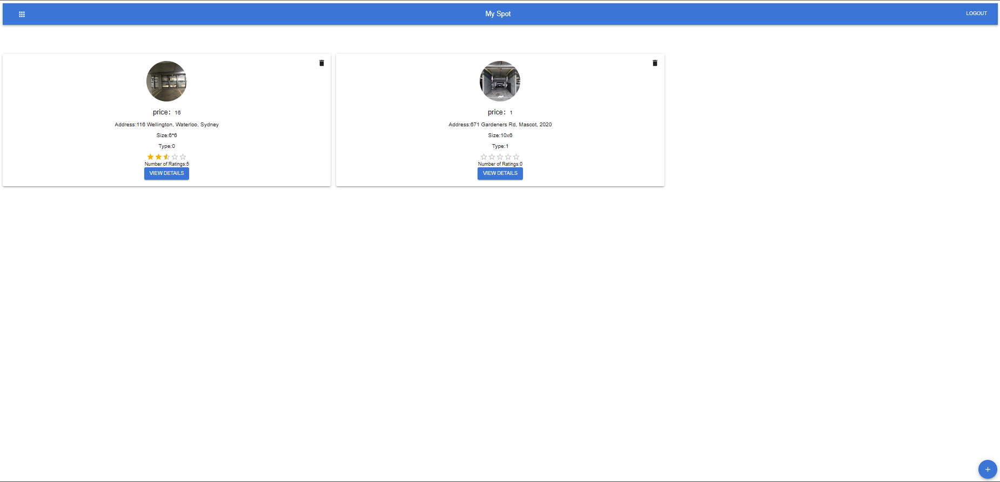 My Spot
LOGOUT
price: 16
Address:116 Wellington, Waterloo, Sydney
Size:6*6
Type:0
Number of Ratings:5
VIEW DETAILS
price: 1
Address:671 Gardeners Rd, Mascot, 2020
Size:10x6
Type:1
Number of Ratings:0
VIEW DETAILS
+